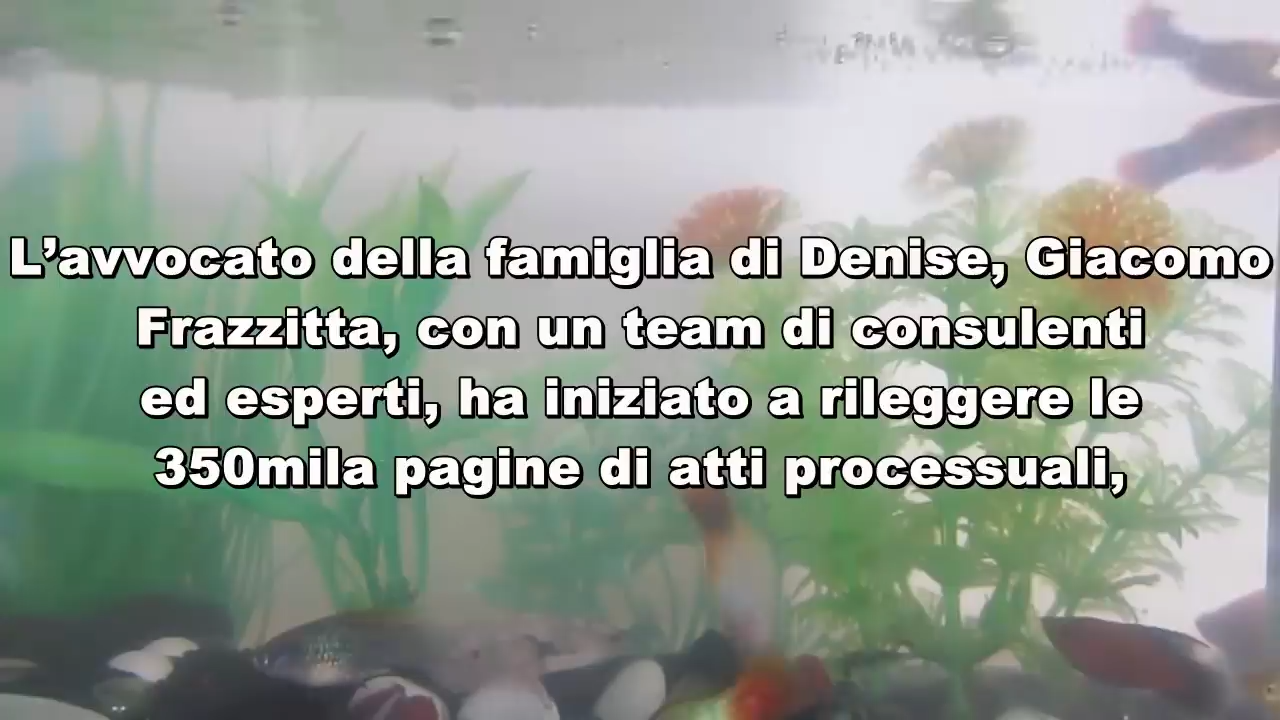 L’avvocato della famiglia di Denise, Giacomo
Frazzitta, con un team di consulenti
ed esperti, ha iniziato a rileggere le
350mila pagine di atti processuali,